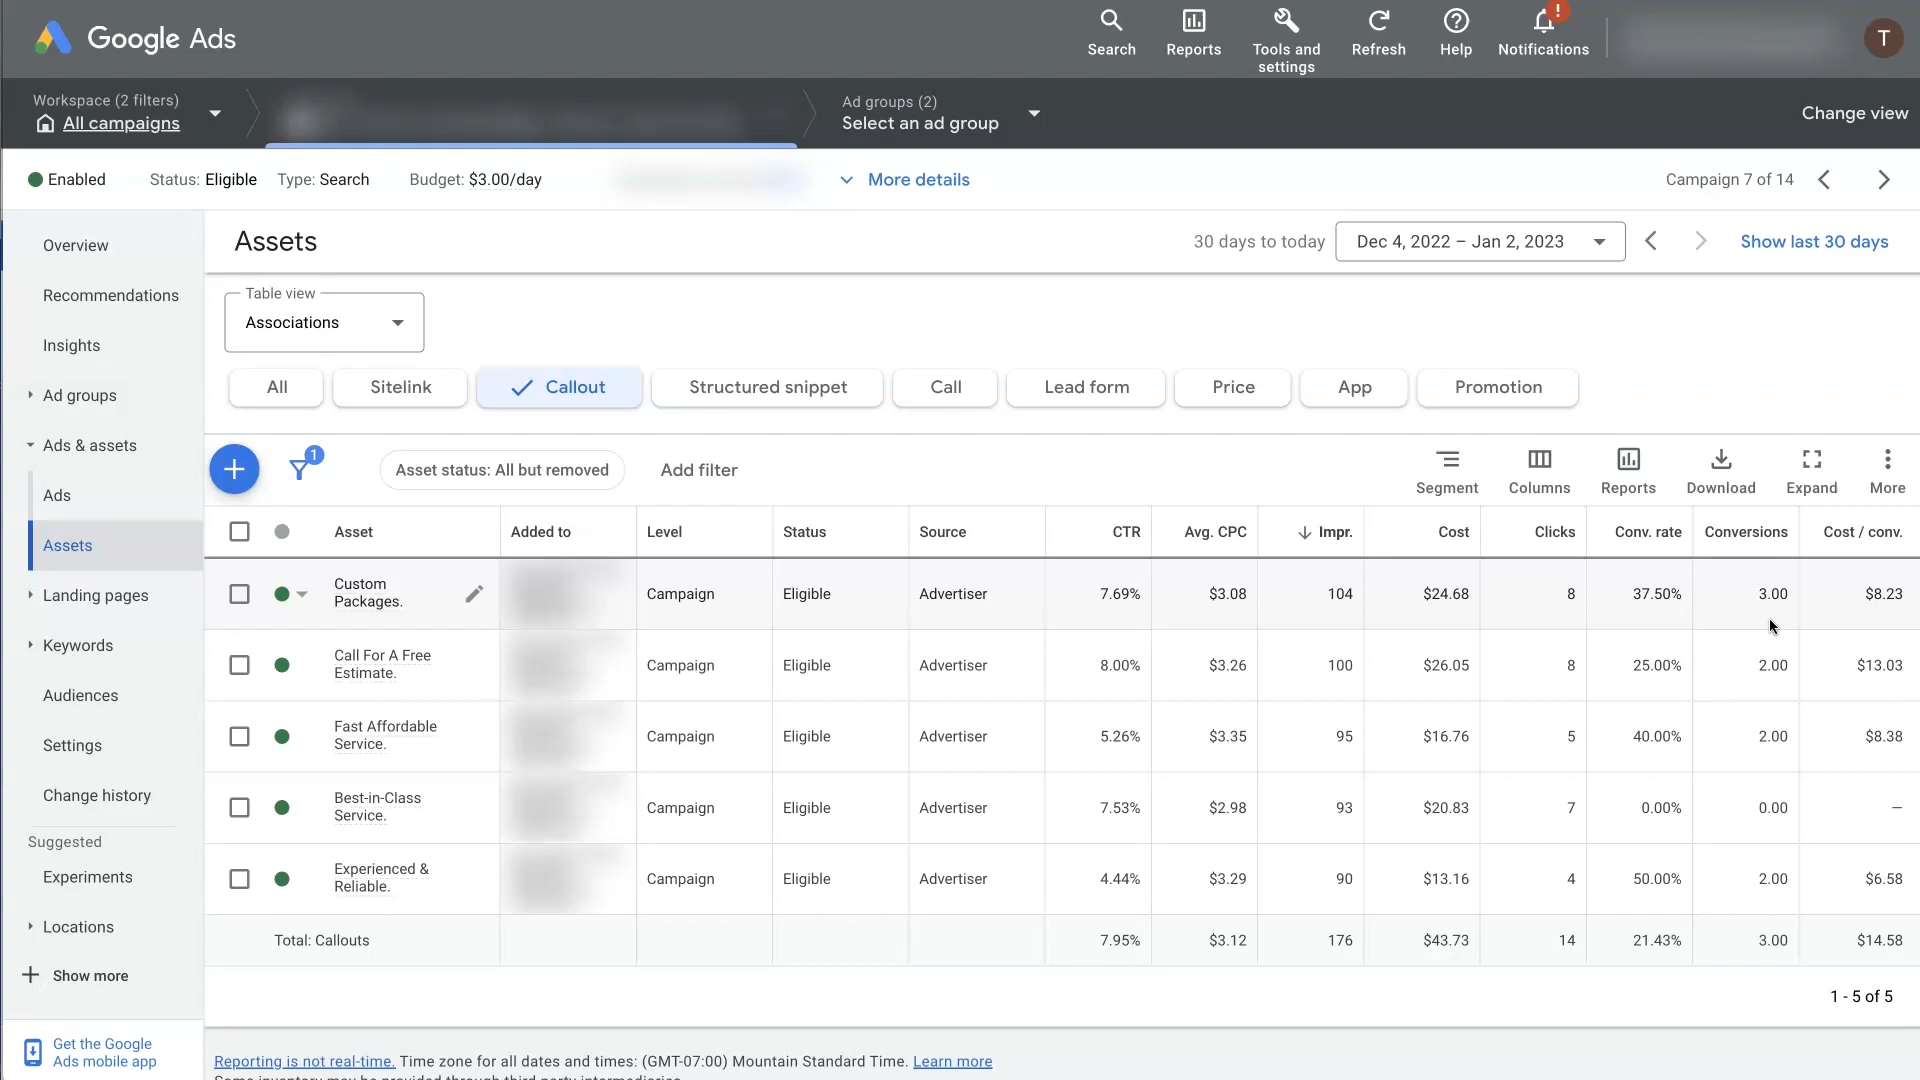 Google Ads
Search
Reports
Tools and
settings
Refresh
Help
Notifications
!
T
Workspace (2 filters)
All campaigns
Ad groups (2)
Select an ad group
Change view
Enabled
Status: Eligible
Type: Search
Budget: $3.00/day
More details
Campaign 7 of 14
Overview
Recommendations
Insights
Ad groups
Ads & assets
Ads
Assets
Landing pages
Keywords
Audiences
Settings
Change history
Suggested
Experiments
Locations
Show more
Get the Google
Ads mobile app
Assets
30 days to today
Dec 4, 2022 – Jan 2, 2023
Show last 30 days
Table view
Associations
All
Sitelink
Callout
Structured snippet
Call
Lead form
Price
App
Promotion
1
Asset status: All but removed
Add filter
Segment
Columns
Reports
Download
Expand
More
Asset Added to Level Status Source CTR Avg. CPC Impr. Cost Clicks Conv. rate Conversions Cost / conv.
Custom
Packages.
Campaign Eligible Advertiser 7.69% $3.08 104 $24.68 8 37.50% 3.00 $8.23
Call For A Free
Estimate.
Campaign Eligible Advertiser 8.00% $3.26 100 $26.05 8 25.00% 2.00 $13.03
Fast Affordable
Service.
Campaign Eligible Advertiser 5.26% $3.35 95 $16.76 5 40.00% 2.00 $8.38
Best-in-Class
Service.
Campaign Eligible Advertiser 7.53% $2.98 93 $20.83 7 0.00% 0.00 —
Experienced &
Reliable.
Campaign Eligible Advertiser 4.44% $3.29 90 $13.16 4 50.00% 2.00 $6.58
Total: Callouts 7.95% $3.12 176 $43.73 14 21.43% 3.00 $14.58
1 - 5 of 5
Reporting is not real-time. Time zone for all dates and times: (GMT-07:00) Mountain Standard Time. Learn more
Some inventory may be provided through third party intermediaries.